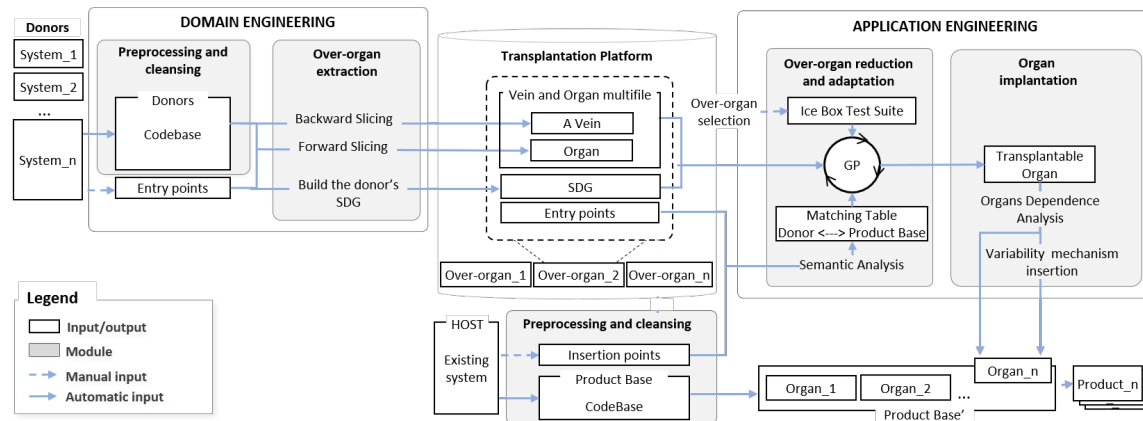 Donors
System_1
System_2
...
System_n
DOMAIN ENGINEERING
Preprocessing and
cleansing
Donors
Codebase
Entry points
Over-organ
extraction
Backward Slicing
Forward Slicing
Build the donor's
SDG
Transplantation Platform
Vein and Organ multifile
A Vein
Organ
SDG
Entry points
Over-organ_1
Over-organ_2
Over-organ_n
APPLICATION ENGINEERING
Over-organ
selection
Over-organ reduction
and adaptation
Ice Box Test Suite
GP
Matching Table
Donor <---> Product Base
Semantic Analysis
Organ
implantation
Transplantable
Organ
Organs Dependence
Analysis
Variability mechanism
insertion
Legend
Input/output
Module
Manual input
Automatic input
HOST
Existing
system
Preprocessing and cleansing
Insertion points
Product Base
CodeBase
Organ_1
Organ_2
...
Organ_n
Product Base'
Product_n